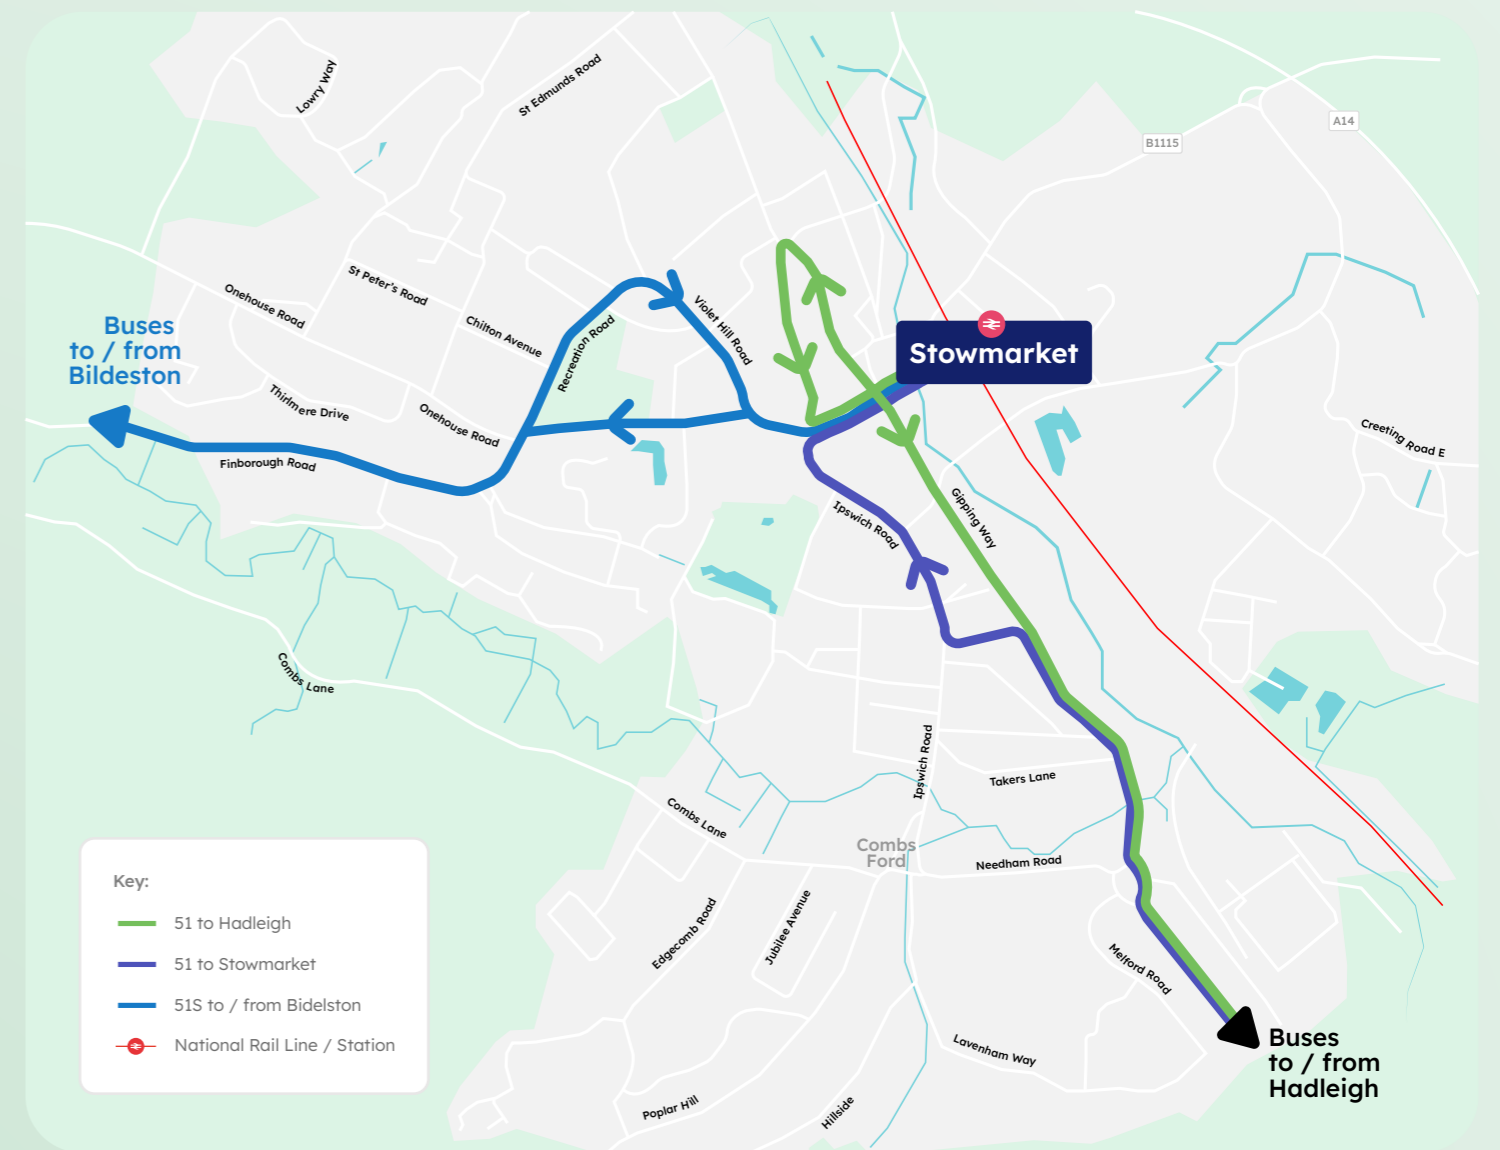 Lowry Way
St Edmunds Road
A14
B1115
Onehouse Road
St Peter's Road
Chilton Avenue
Recreation Road
Violet Hill Road
Buses
to / from
Bildeston
Stowmarket
Thirlmere Drive
Onehouse Road
Finborough Road
Creeting Road E
Ipswich Road
Gipping Way
Combs Lane
Ipswich Road
Takers Lane
Combs Lane
Combs
Ford
Needham Road
Edgecomb Road
Jubilee Avenue
Melford Road
Key:
51 to Hadleigh
51 to Stowmarket
51S to / from Bidelston
National Rail Line / Station
Buses
to / from
Hadleigh
Lavenham Way
Poplar Hill
Hillside